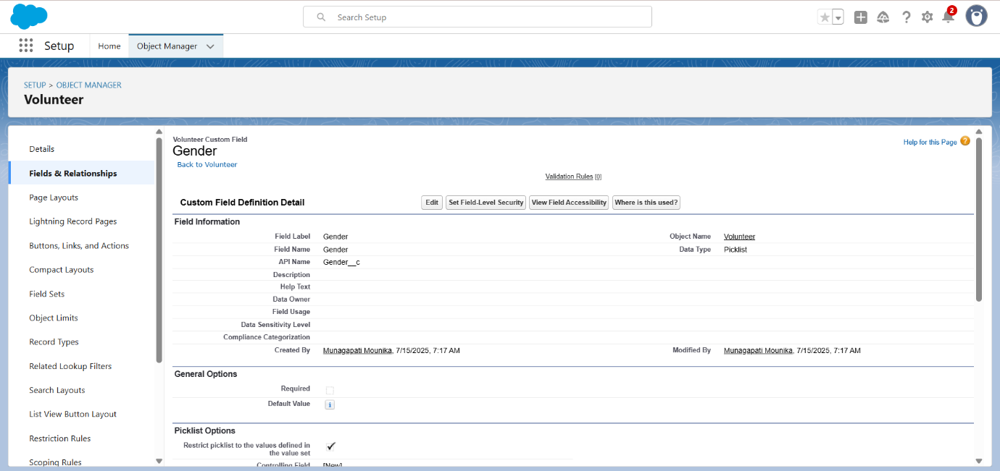 Search Setup
2
Setup
Home
Object Manager
SETUP > OBJECT MANAGER
Volunteer
Details
Fields & Relationships
Page Layouts
Lightning Record Pages
Buttons, Links, and Actions
Compact Layouts
Field Sets
Object Limits
Record Types
Related Lookup Filters
Search Layouts
List View Button Layout
Restriction Rules
Scoping Rules
Volunteer Custom Field
Gender
Back to Volunteer
Help for this Page ?
Validation Rules [0]
Custom Field Definition Detail
Edit
Set Field-Level Security
View Field Accessibility
Where is this used?
Field Information
Field Label Gender Object Name Volunteer
Field Name Gender Data Type Picklist
API Name Gender__c
Description
Help Text
Data Owner
Field Usage
Data Sensitivity Level
Compliance Categorization
Created By Munagapati Mounika, 7/15/2025, 7:17 AM Modified By Munagapati Mounika, 7/15/2025, 7:17 AM
General Options
Required
Default Value i
Picklist Options
Restrict picklist to the values defined in
the value set
Controlling Field [New]